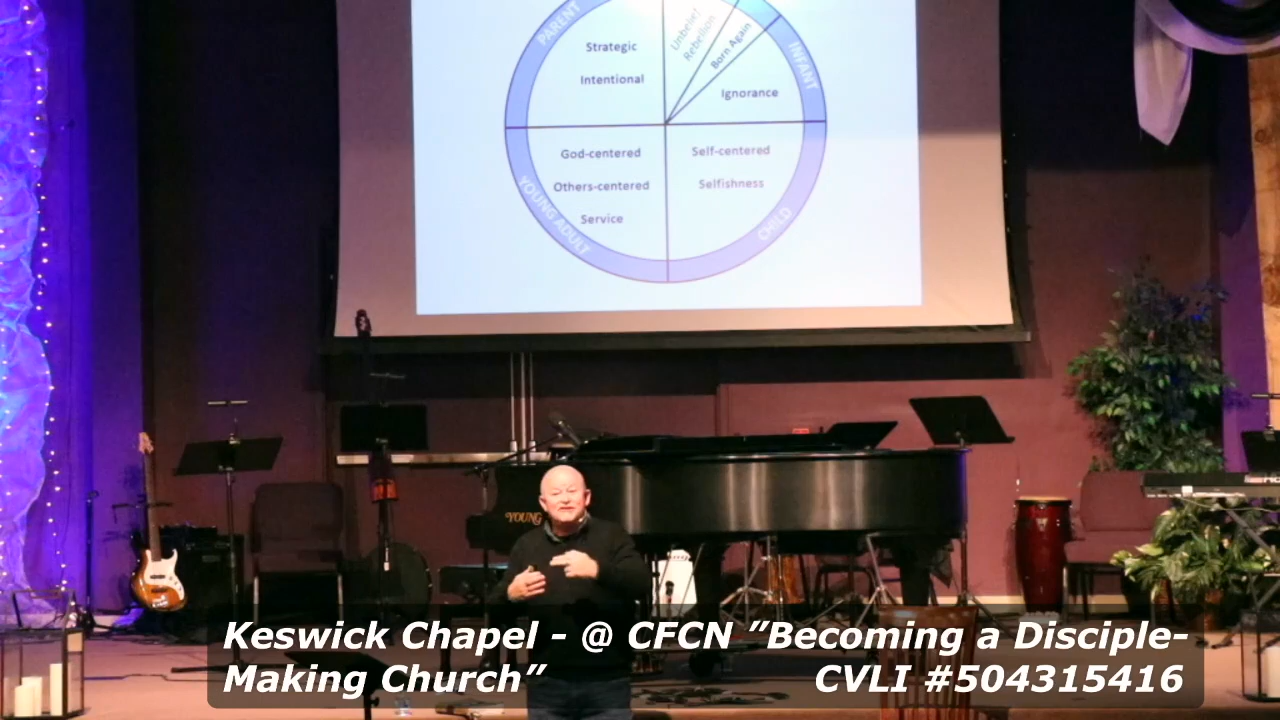 PARENT
Strategic
Intentional
Unbelief/
Rebellion
Born Again
INFANT
Ignorance
God-centered
Others-centered
Service
YOUNG ADULT
Self-centered
Selfishness
CHILD
YOUNG
Keswick Chapel - @ CFCN "Becoming a Disciple-
Making Church" CVLI #504315416